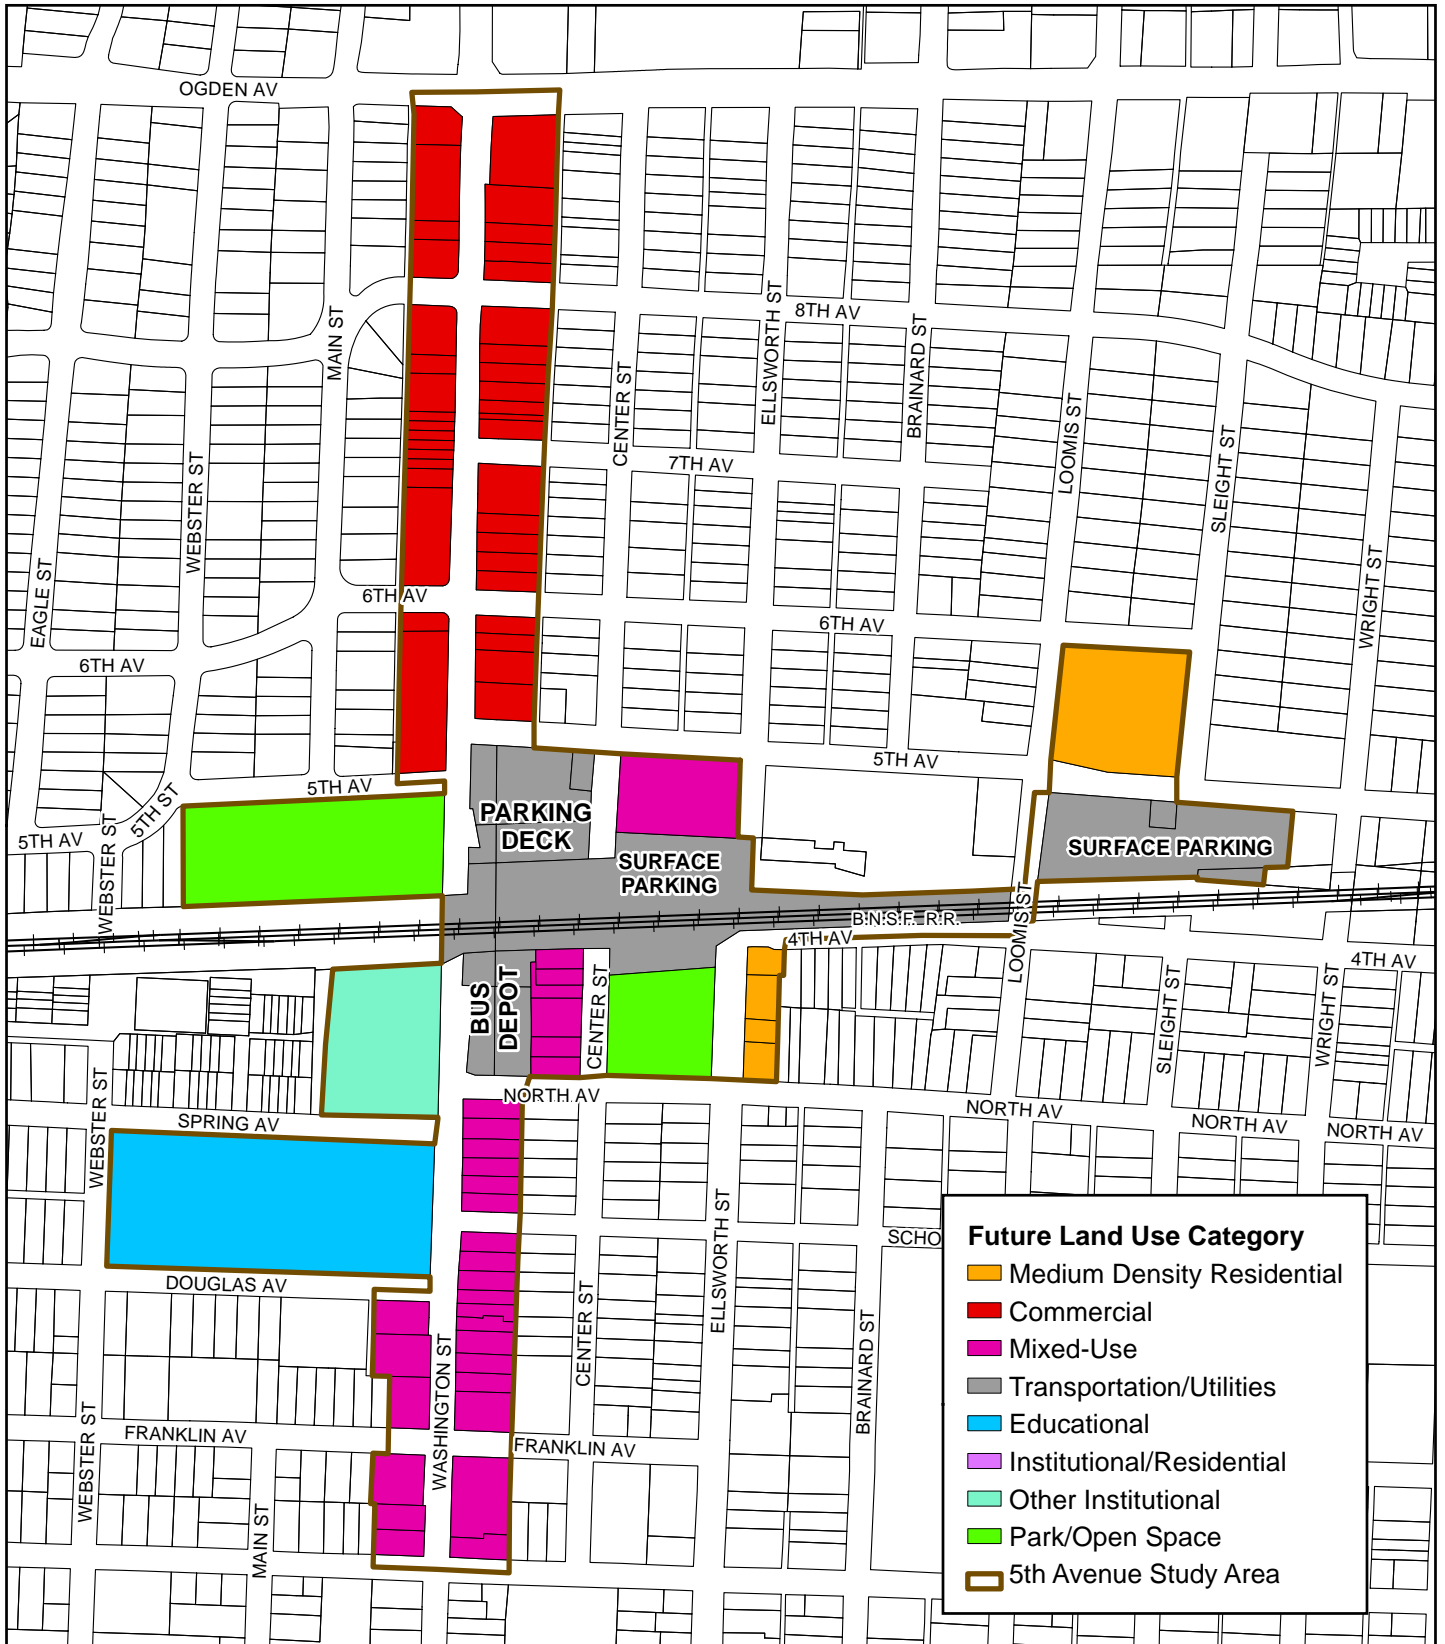 OGDEN AV
MAIN ST
ELLSWORTH ST
8TH AV
BRAINARD ST
CENTER ST
LOOMIS ST
7TH AV
SLEIGHT ST
WEBSTER ST
EAGLE ST
6TH AV
WRIGHT ST
6TH AV
6TH AV
5TH AV
5TH AV
5TH ST
5TH AV
WEBSTER ST
PARKING
DECK
SURFACE
PARKING
SURFACE PARKING
B.N.S.F. R.R.
LOOMIS ST
4TH AV
4TH AV
BUS
DEPOT
CENTER ST
SLEIGHT ST
WRIGHT ST
WEBSTER ST
NORTH AV
NORTH AV
NORTH AV
NORTH AV
SPRING AV
ELLSWORTH ST
SCHO
DOUGLAS AV
CENTER ST
BRAINARD ST
WASHINGTON ST
WEBSTER ST
FRANKLIN AV
FRANKLIN AV
MAIN ST
Future Land Use Category
Medium Density Residential
Commercial
Mixed-Use
Transportation/Utilities
Educational
Institutional/Residential
Other Institutional
Park/Open Space
5th Avenue Study Area